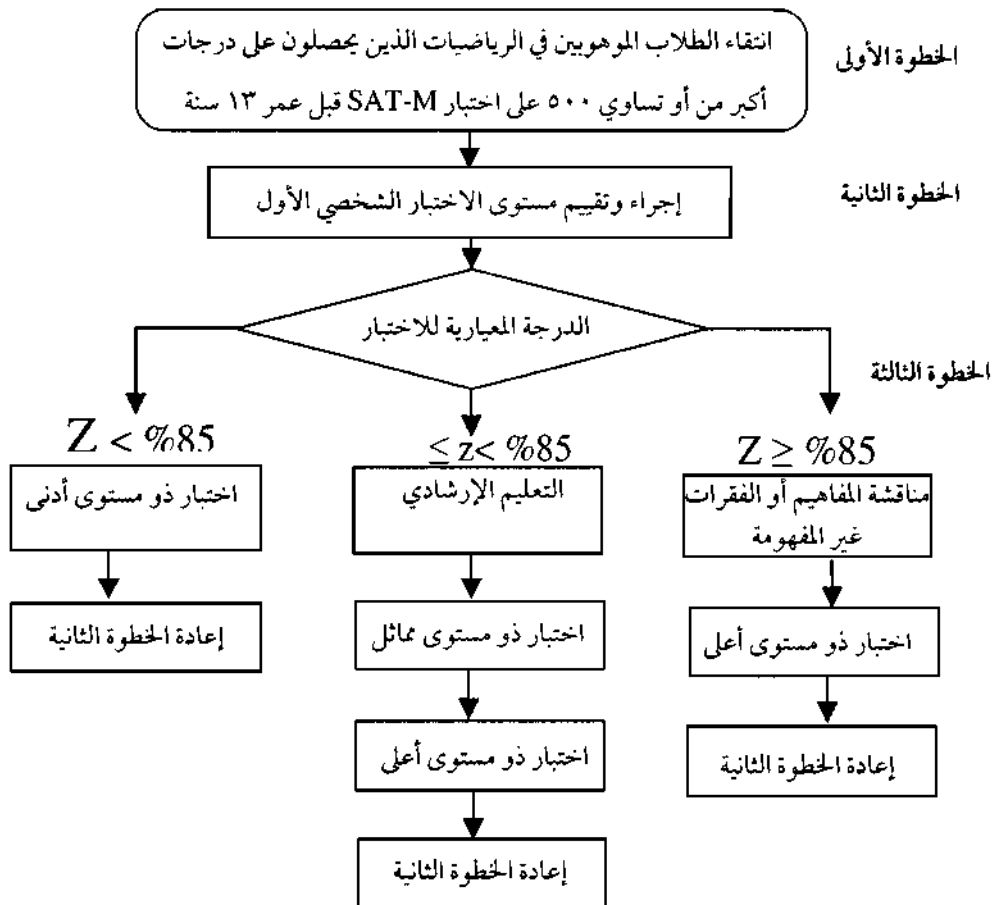 الخطوة الأولى
انتقاء الطلاب الموهوبين في الرياضيات الذين يحصلون على درجات
أكبر من أو تساوي ٥٠٠ على اختبار SAT-M قبل عمر ١٣ سنة
الخطوة الثانية
إجراء وتقييم مستوى الاختبار الشخصي الأول
الدرجة المعيارية للاختبار
الخطوة الثالثة
Z ≥ %85
مناقشة المفاهيم أو الفقرات
غير المفهومة
اختبار ذو مستوى أعلى
إعادة الخطوة الثانية
≤ z< %85
التعليم الإرشادي
اختبار ذو مستوى مماثل
اختبار ذو مستوى أعلى
إعادة الخطوة الثانية
Z < %85
اختبار ذو مستوى أدنى
إعادة الخطوة الثانية